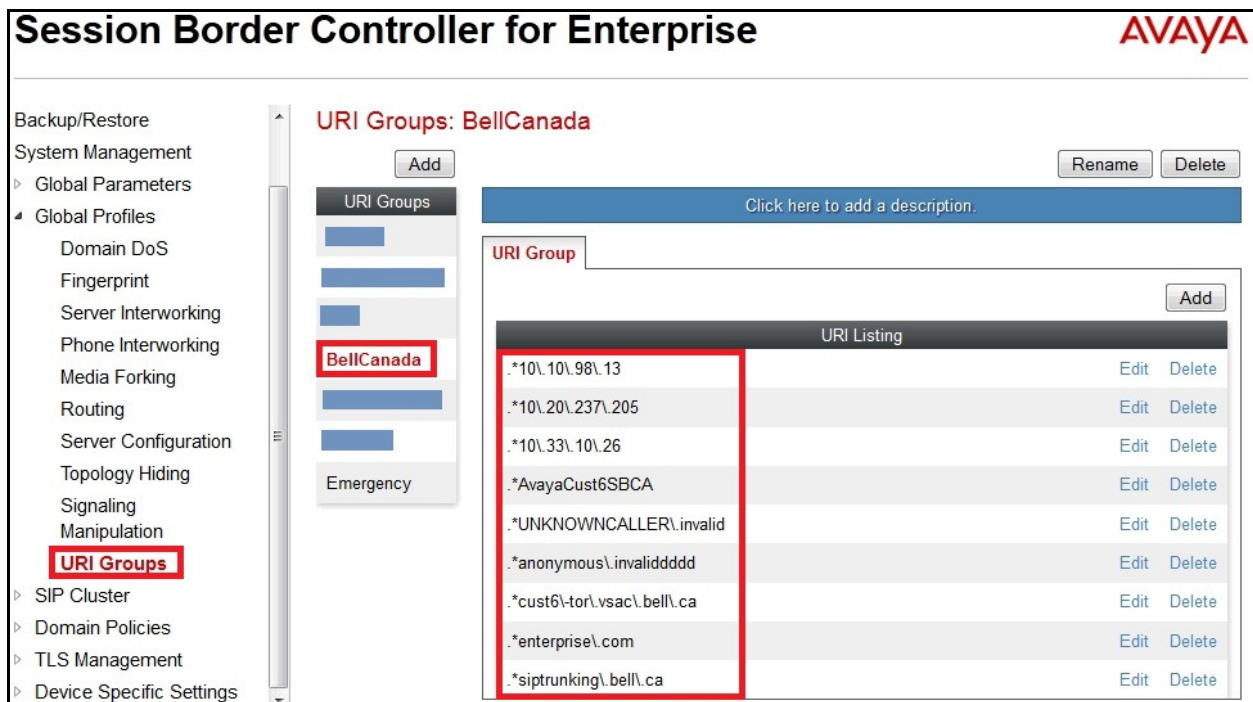 Session Border Controller for Enterprise
AVAYA
Backup/Restore
System Management
Global Parameters
Global Profiles
Domain DoS
Fingerprint
Server Interworking
Phone Interworking
Media Forking
Routing
Server Configuration
Topology Hiding
Signaling
Manipulation
URI Groups
SIP Cluster
Domain Policies
TLS Management
Device Specific Settings
URI Groups: BellCanada
Add
Rename Delete
URI Groups
BellCanada
Emergency
Click here to add a description.
URI Group
Add
URI Listing
.*10\.10\.98\.13 Edit Delete
.*10\.20\.237\.205 Edit Delete
.*10\.33\.10\.26 Edit Delete
.*AvayaCust6SBCA Edit Delete
.*UNKNOWNCALLER\.invalid Edit Delete
.*anonymous\.invaliddddd Edit Delete
.*cust6\-tor\.vsac\.bell\.ca Edit Delete
.*enterprise\.com Edit Delete
.*siptrunking\.bell\.ca Edit Delete